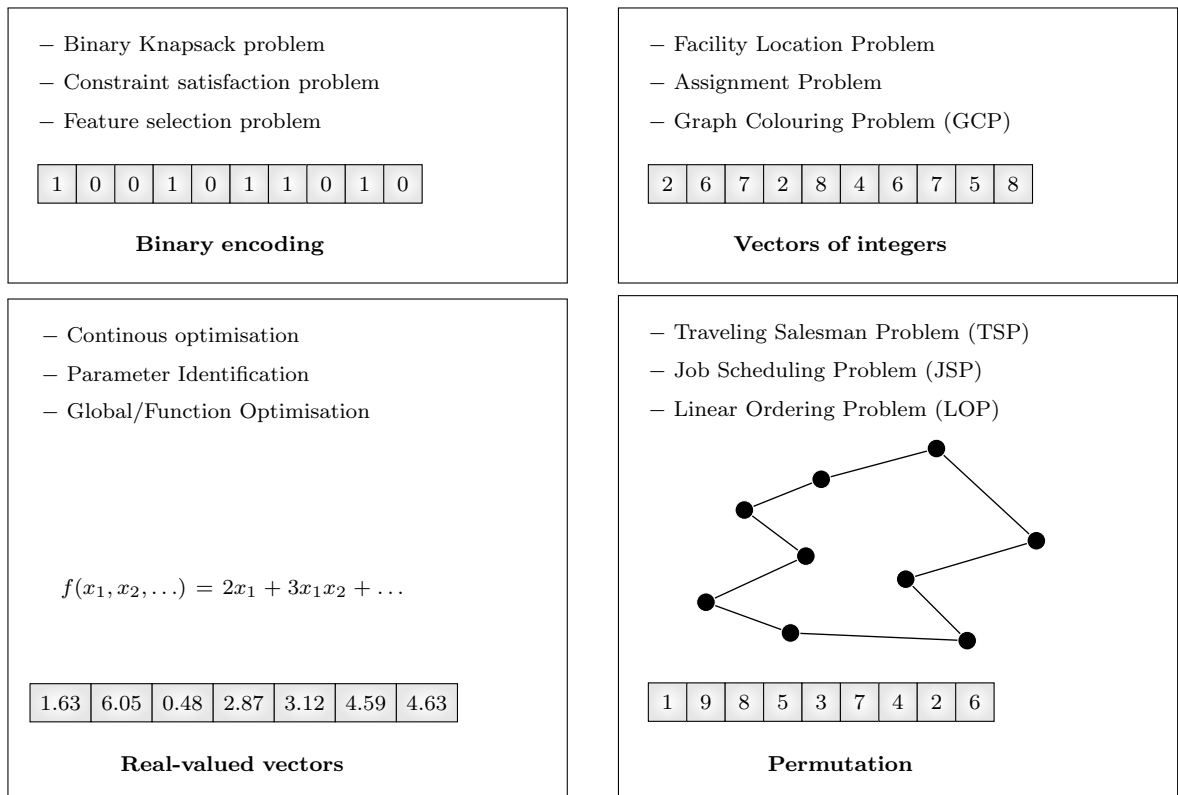 – Binary Knapsack problem
– Constraint satisfaction problem
– Feature selection problem
1 0 0 1 0 1 1 0 1 0
Binary encoding
– Facility Location Problem
– Assignment Problem
– Graph Colouring Problem (GCP)
2 6 7 2 8 4 6 7 5 8
Vectors of integers
– Continous optimisation
– Parameter Identification
– Global/Function Optimisation
f(x₁, x₂, . . .) = 2x₁ + 3x₁x₂ + . . .
1.63 6.05 0.48 2.87 3.12 4.59 4.63
Real-valued vectors
– Traveling Salesman Problem (TSP)
– Job Scheduling Problem (JSP)
– Linear Ordering Problem (LOP)
1 9 8 5 3 7 4 2 6
Permutation